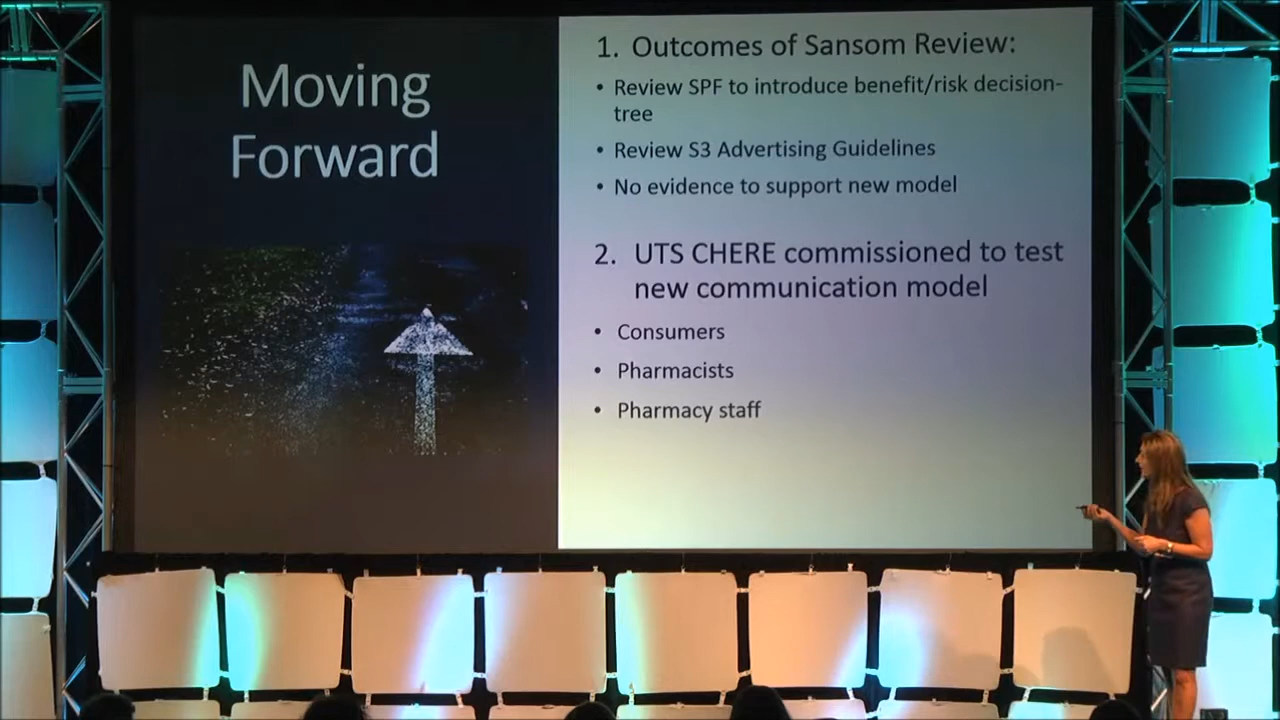 Moving
Forward
1. Outcomes of Sansom Review:
• Review SPF to introduce benefit/risk decision-
tree
• Review S3 Advertising Guidelines
• No evidence to support new model
2. UTS CHERE commissioned to test
new communication model
• Consumers
• Pharmacists
• Pharmacy staff